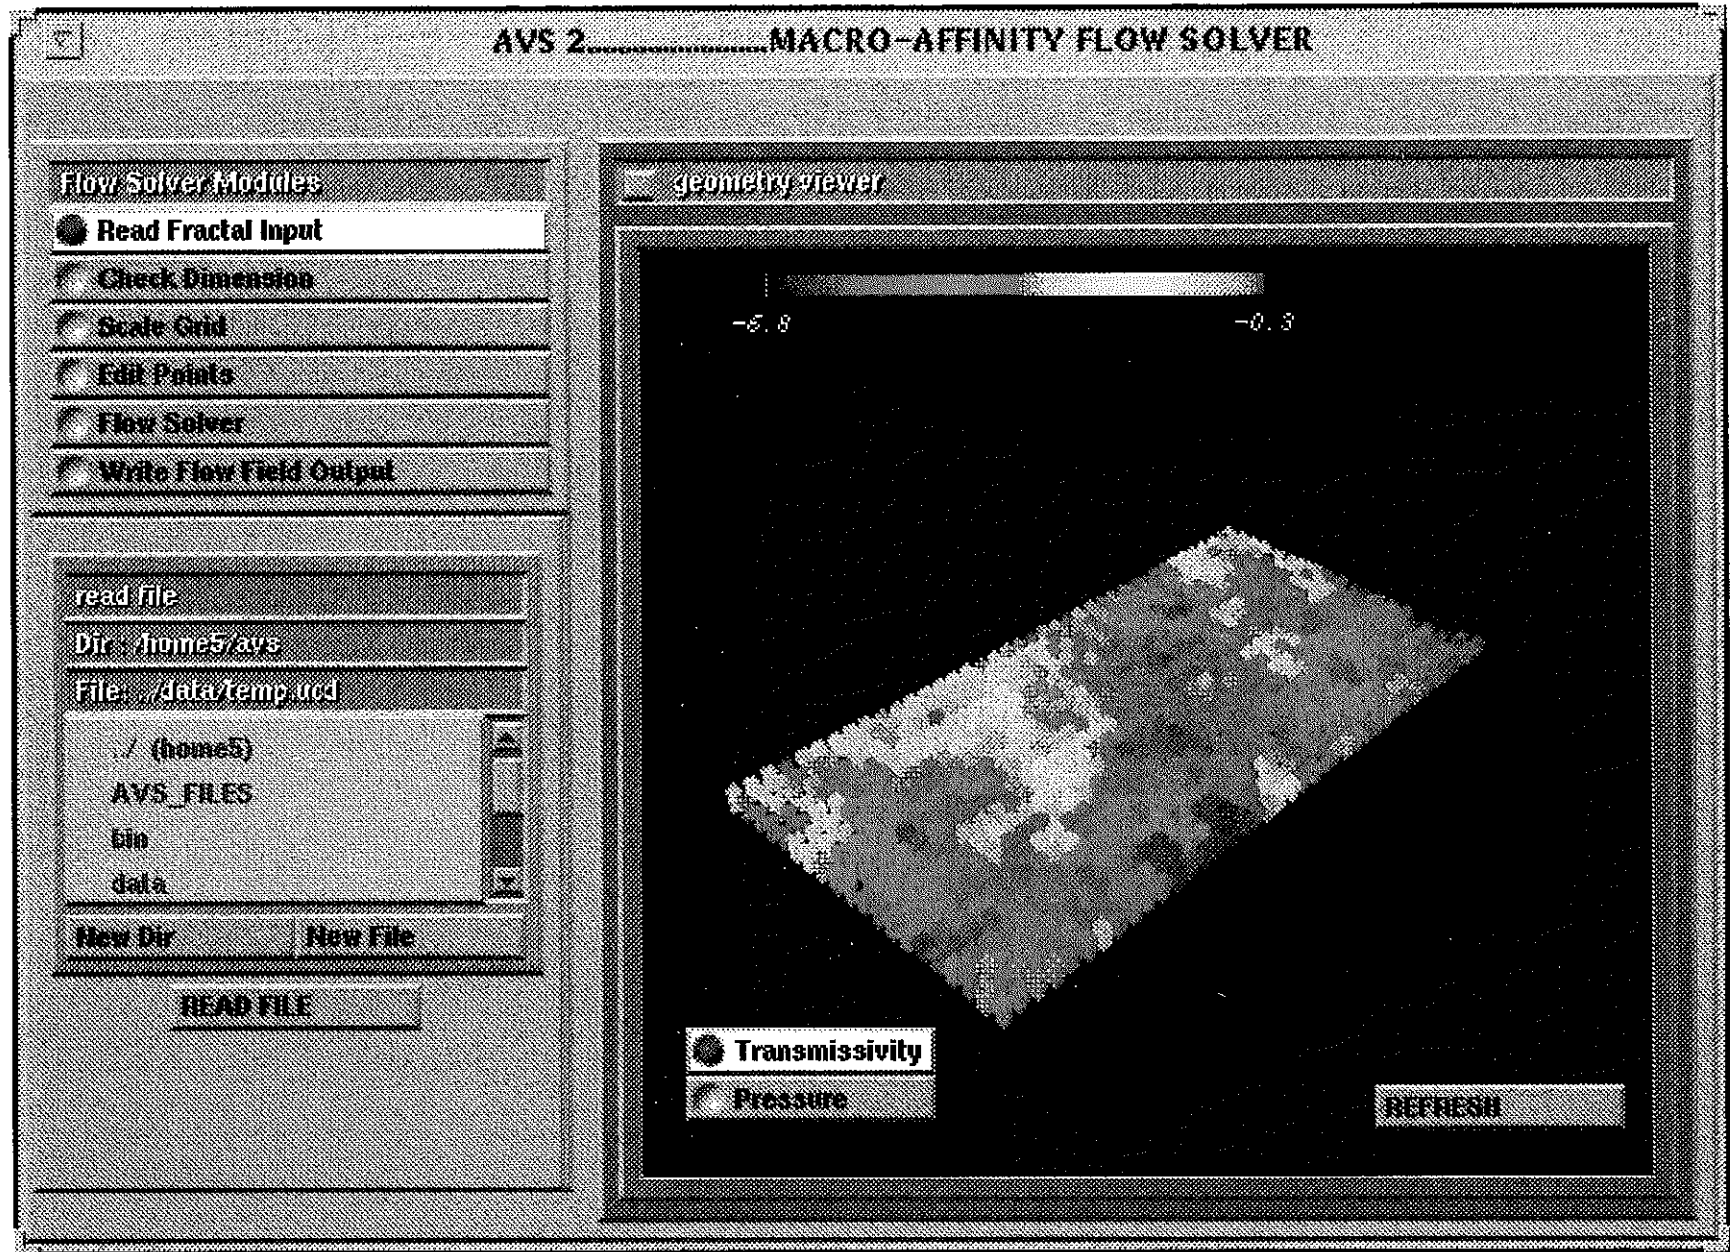 AVS 2....................MACRO-AFFINITY FLOW SOLVER
Flow Solver Modules
Read Fractal Input
Check Dimension
Scale Grid
Edit Points
Flow Solver
Write Flow Field Output
read file
Dir : /home5/avs
File: ./data/temp.ucd
../ (home5)
AVS_FILES
bin
data
New Dir New File
READ FILE
geometry viewer
-6.8 -0.3
Transmissivity
Pressure
REFRESH